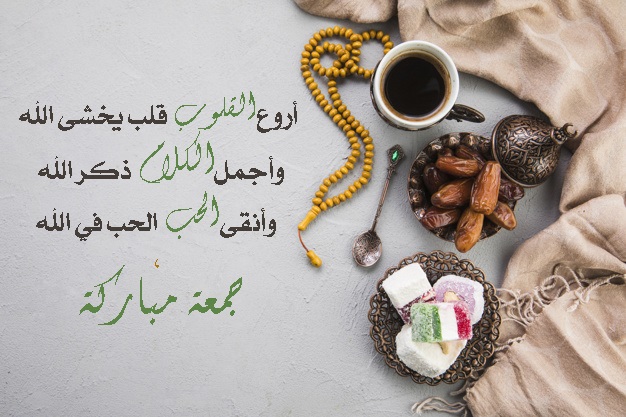 أروع القلوب قلب يخشى الله
وأجمل الكلام ذكر الله
وأنقى الحب الحب في الله
جمعة مباركة